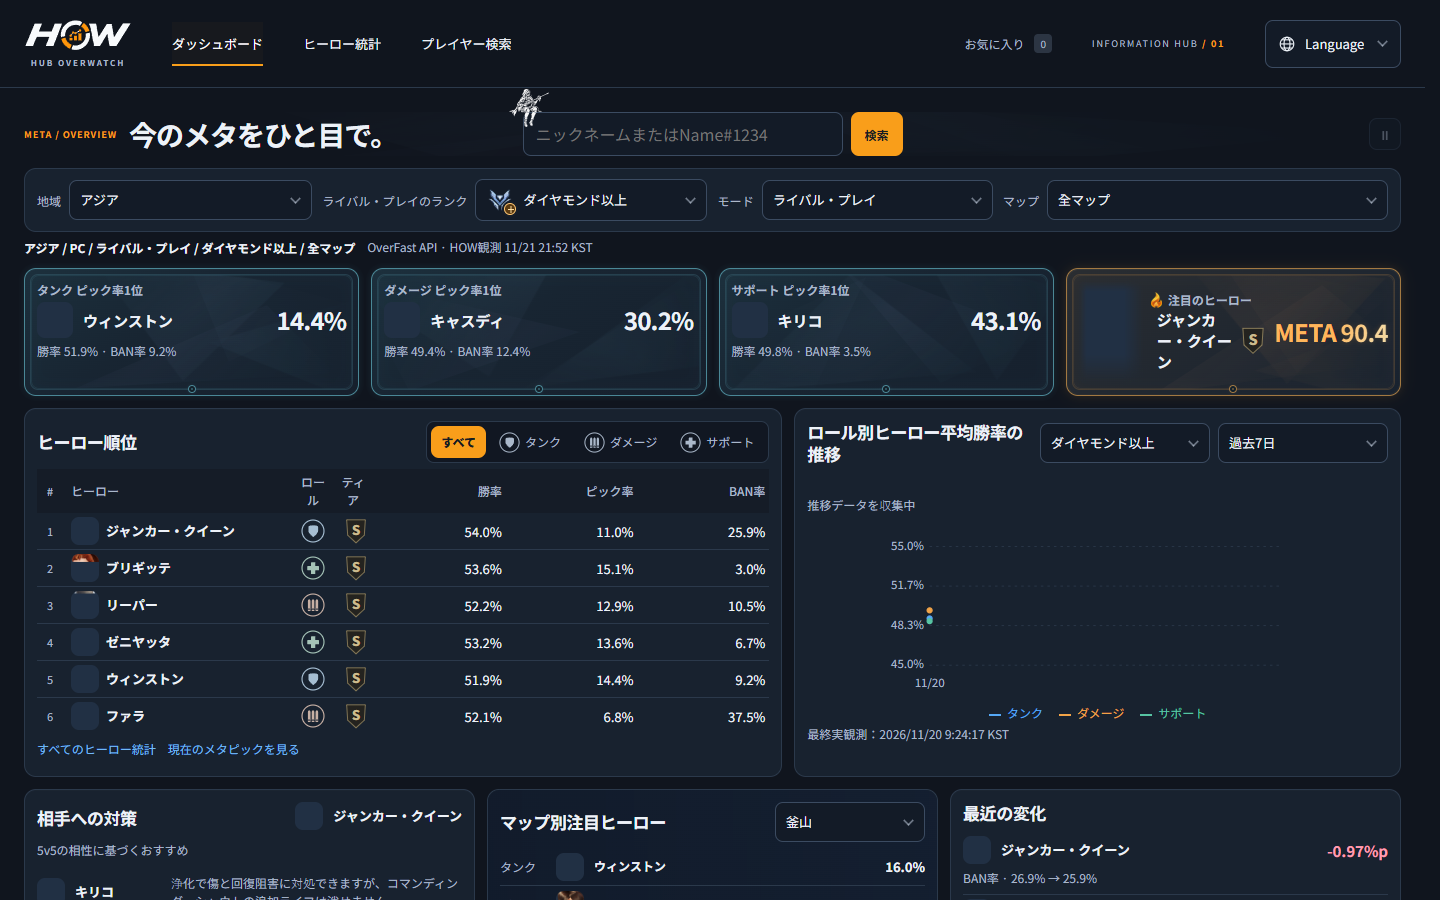 HOW
HUB OVERWATCH
ダッシュボード
ヒーロー統計
プレイヤー検索
お気に入り 0
INFORMATION HUB / 01
Language
META / OVERVIEW
今のメタをひと目で。
ニックネームまたはName#1234
検索
地域
アジア
ライバル・プレイのランク
ダイヤモンド以上
モード
ライバル・プレイ
マップ
全マップ
アジア / PC / ライバル・プレイ / ダイヤモンド以上 / 全マップ
OverFast API · HOW観測 11/21 21:52 KST
タンク ピック率1位
ウィンストン
14.4%
勝率 51.9% · BAN率 9.2%
ダメージ ピック率1位
キャスディ
30.2%
勝率 49.4% · BAN率 12.4%
サポート ピック率1位
キリコ
43.1%
勝率 49.8% · BAN率 3.5%
注目のヒーロー
ジャンカ
ー・クイー
ン
S
META 90.4
ヒーロー順位
すべて
タンク
ダメージ
サポート
# ヒーロー ロール ティア 勝率 ピック率 BAN率
1 ジャンカー・クイーン S 54.0% 11.0% 25.9%
2 ブリギッテ S 53.6% 15.1% 3.0%
3 リーパー S 52.2% 12.9% 10.5%
4 ゼニヤッタ S 53.2% 13.6% 6.7%
5 ウィンストン S 51.9% 14.4% 9.2%
6 ファラ S 52.1% 6.8% 37.5%
すべてのヒーロー統計 現在のメタピックを見る
ロール別ヒーロー平均勝率の
推移
ダイヤモンド以上
過去7日
推移データを収集中
55.0%
51.7%
48.3%
45.0%
11/20
タンク ダメージ サポート
最終実観測：2026/11/20 9:24:17 KST
相手への対策
ジャンカー・クイーン
5v5の相性に基づくおすすめ
キリコ
浄化で傷と回復阻害に対処できますが、コマンディン
マップ別注目ヒーロー
釜山
タンク ウィンストン 16.0%
最近の変化
ジャンカー・クイーン
-0.97%p
BAN率 · 26.9% → 25.9%